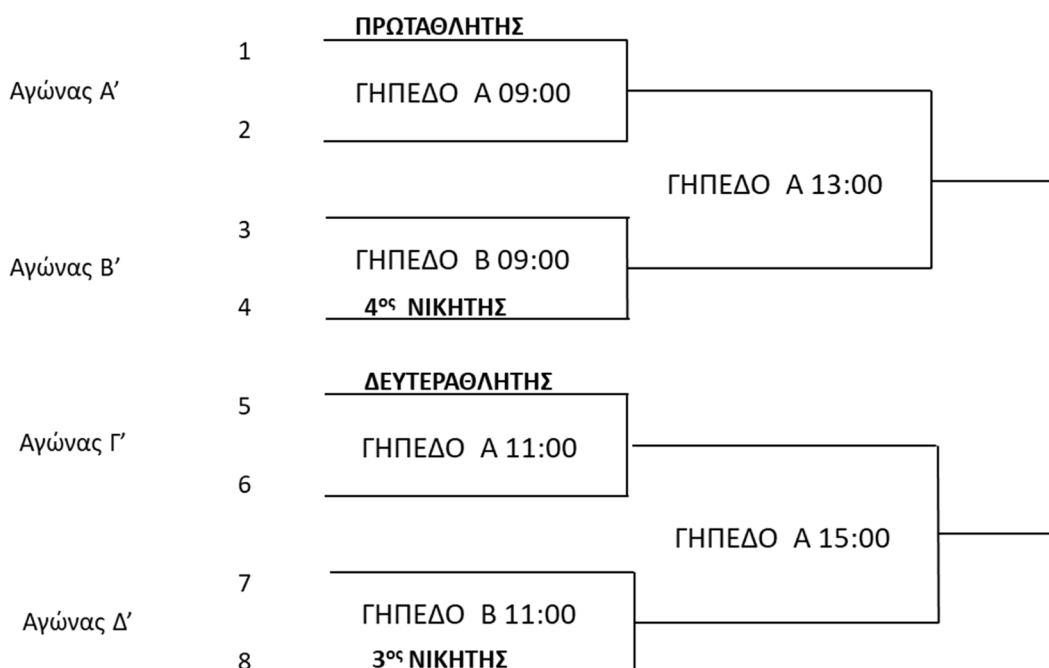 ΠΡΩΤΑΘΛΗΤΗΣ
1
Αγώνας Α’
ΓΗΠΕΔΟ Α 09:00
2
ΓΗΠΕΔΟ Α 13:00
3
Αγώνας Β’
ΓΗΠΕΔΟ Β 09:00
4
4ος ΝΙΚΗΤΗΣ
ΔΕΥΤΕΡΑΘΛΗΤΗΣ
5
Αγώνας Γ’
ΓΗΠΕΔΟ Α 11:00
6
ΓΗΠΕΔΟ Α 15:00
7
Αγώνας Δ’
ΓΗΠΕΔΟ Β 11:00
8
3ος ΝΙΚΗΤΗΣ